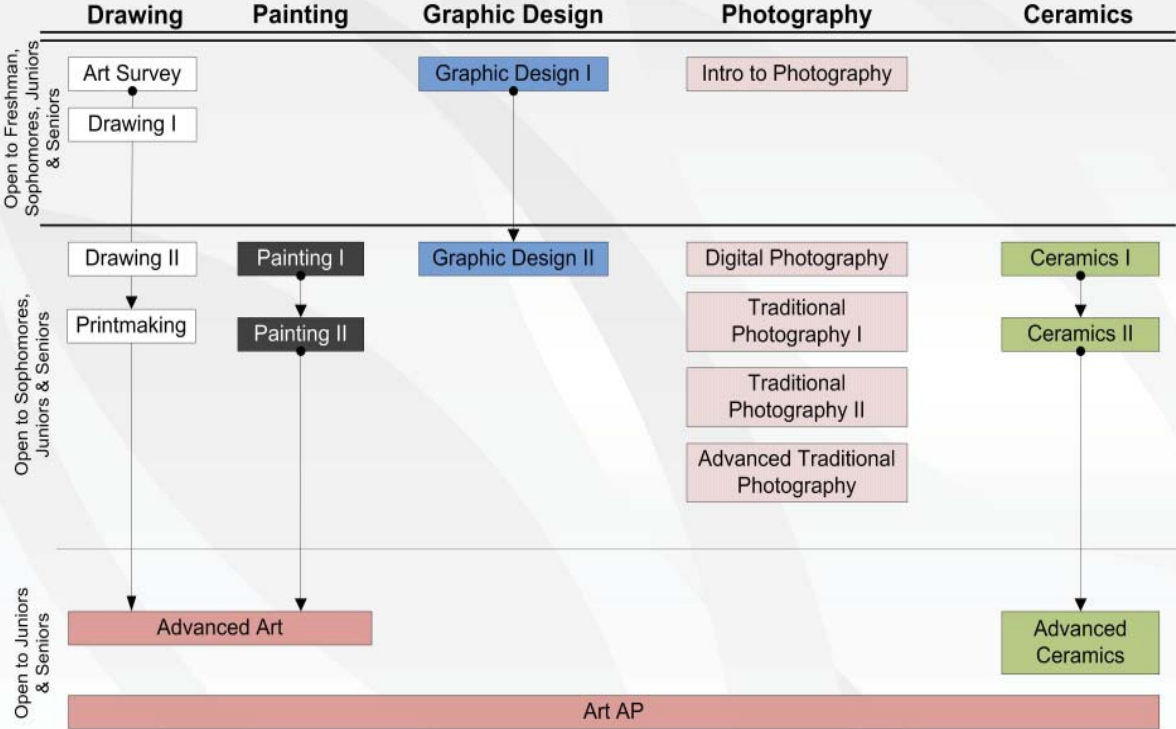 Drawing
Painting
Graphic Design
Photography
Ceramics
Open to Freshman,
Sophomores, Juniors
& Seniors
Art Survey
Graphic Design I
Intro to Photography
Drawing I
Open to Sophomores,
Juniors & Seniors
Drawing II
Painting I
Graphic Design II
Digital Photography
Ceramics I
Printmaking
Painting II
Traditional
Photography I
Ceramics II
Traditional
Photography II
Advanced Traditional
Photography
Open to Juniors
& Seniors
Advanced Art
Advanced
Ceramics
Art AP